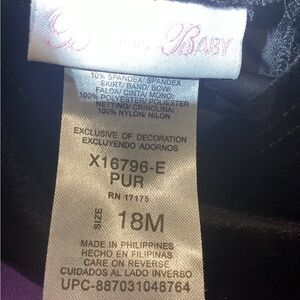 BABY
10% SPANDEX/SPANDEX
SKIRT/ BAND/ BOW/
FALDA/ CINTA/ MONO:
100% POLYESTER/ POLIESTER
NETTING/ CRINOLINA:
100% NYLON/ NILON
EXCLUSIVE OF DECORATION
EXCLUYENDO ADORNOS
X16796-E
PUR
RN 17175
SIZE 18M
MADE IN PHILIPPINES
HECHO EN FILIPINAS
CARE ON REVERSE
CUIDADOS AL LADO INVERSO
UPC-887031048764